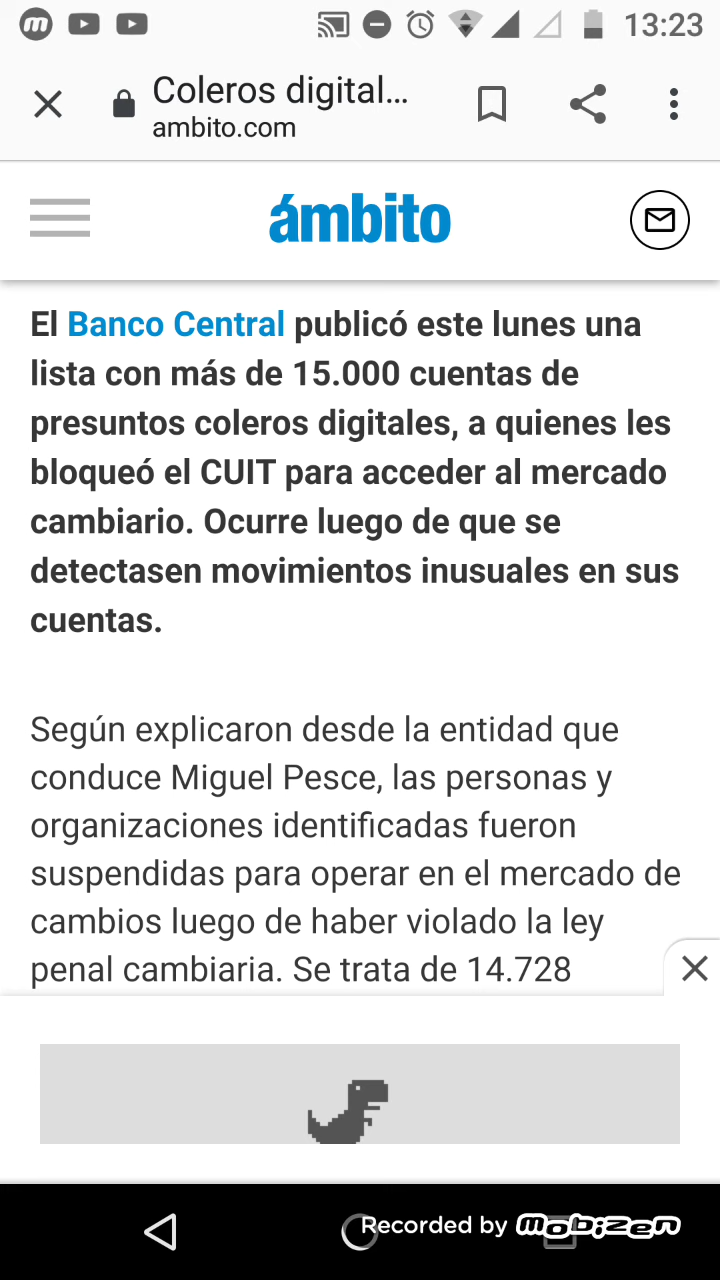 13:23
Coleros digital...
ambito.com
ámbito
El Banco Central publicó este lunes una
lista con más de 15.000 cuentas de
presuntos coleros digitales, a quienes les
bloqueó el CUIT para acceder al mercado
cambiario. Ocurre luego de que se
detectasen movimientos inusuales en sus
cuentas.
Según explicaron desde la entidad que
conduce Miguel Pesce, las personas y
organizaciones identificadas fueron
suspendidas para operar en el mercado de
cambios luego de haber violado la ley
penal cambiaria. Se trata de 14.728
Recorded by mobizen